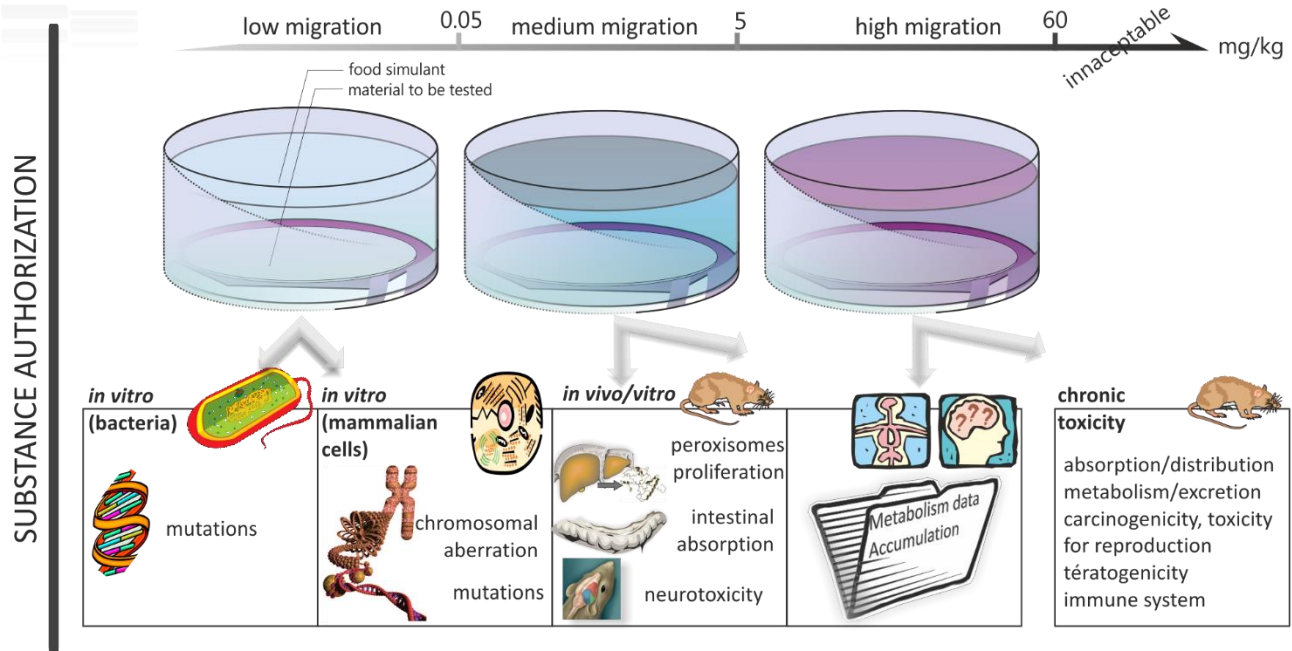 SUBSTANCE AUTHORIZATION
low migration
0.05
medium migration
5
high migration
60
innaceptable
mg/kg
food simulant
material to be tested
in vitro
(bacteria)
mutations
in vitro
(mammalian
cells)
chromosomal
aberration
mutations
in vivo/vitro
peroxisomes
proliferation
intestinal
absorption
neurotoxicity
???
Metabolism data
Accumulation
chronic
toxicity
absorption/distribution
metabolism/excretion
carcinogenicity, toxicity
for reproduction
tératogenicity
immune system